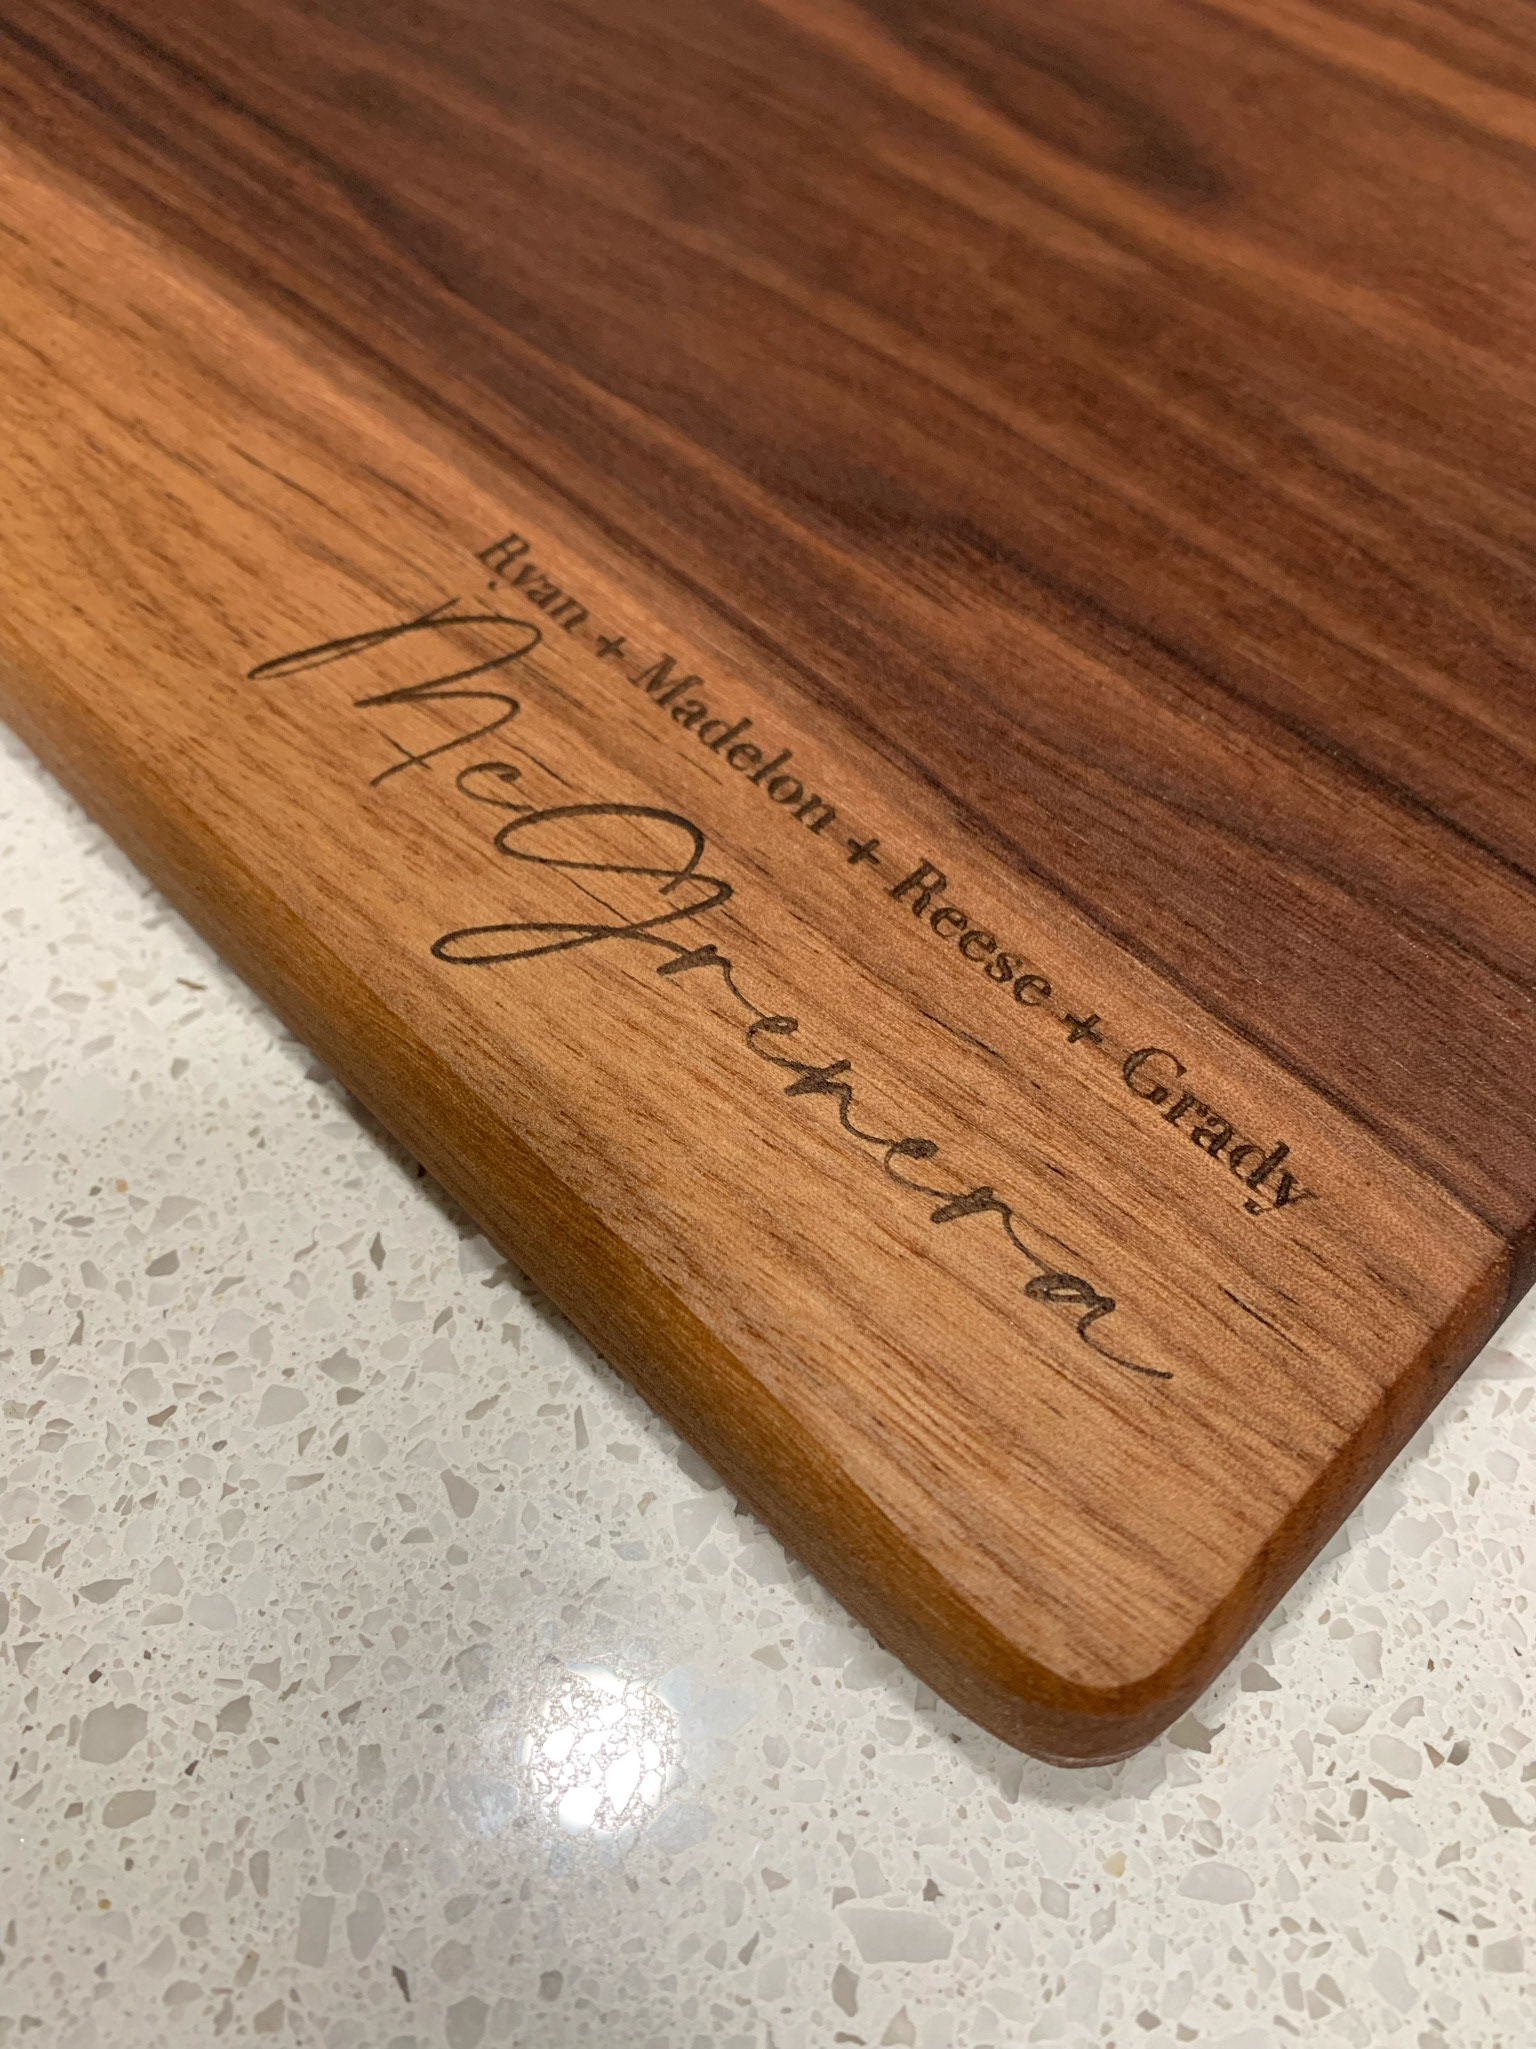 Ryan + Madelon + Reese + Grady
McGrenera